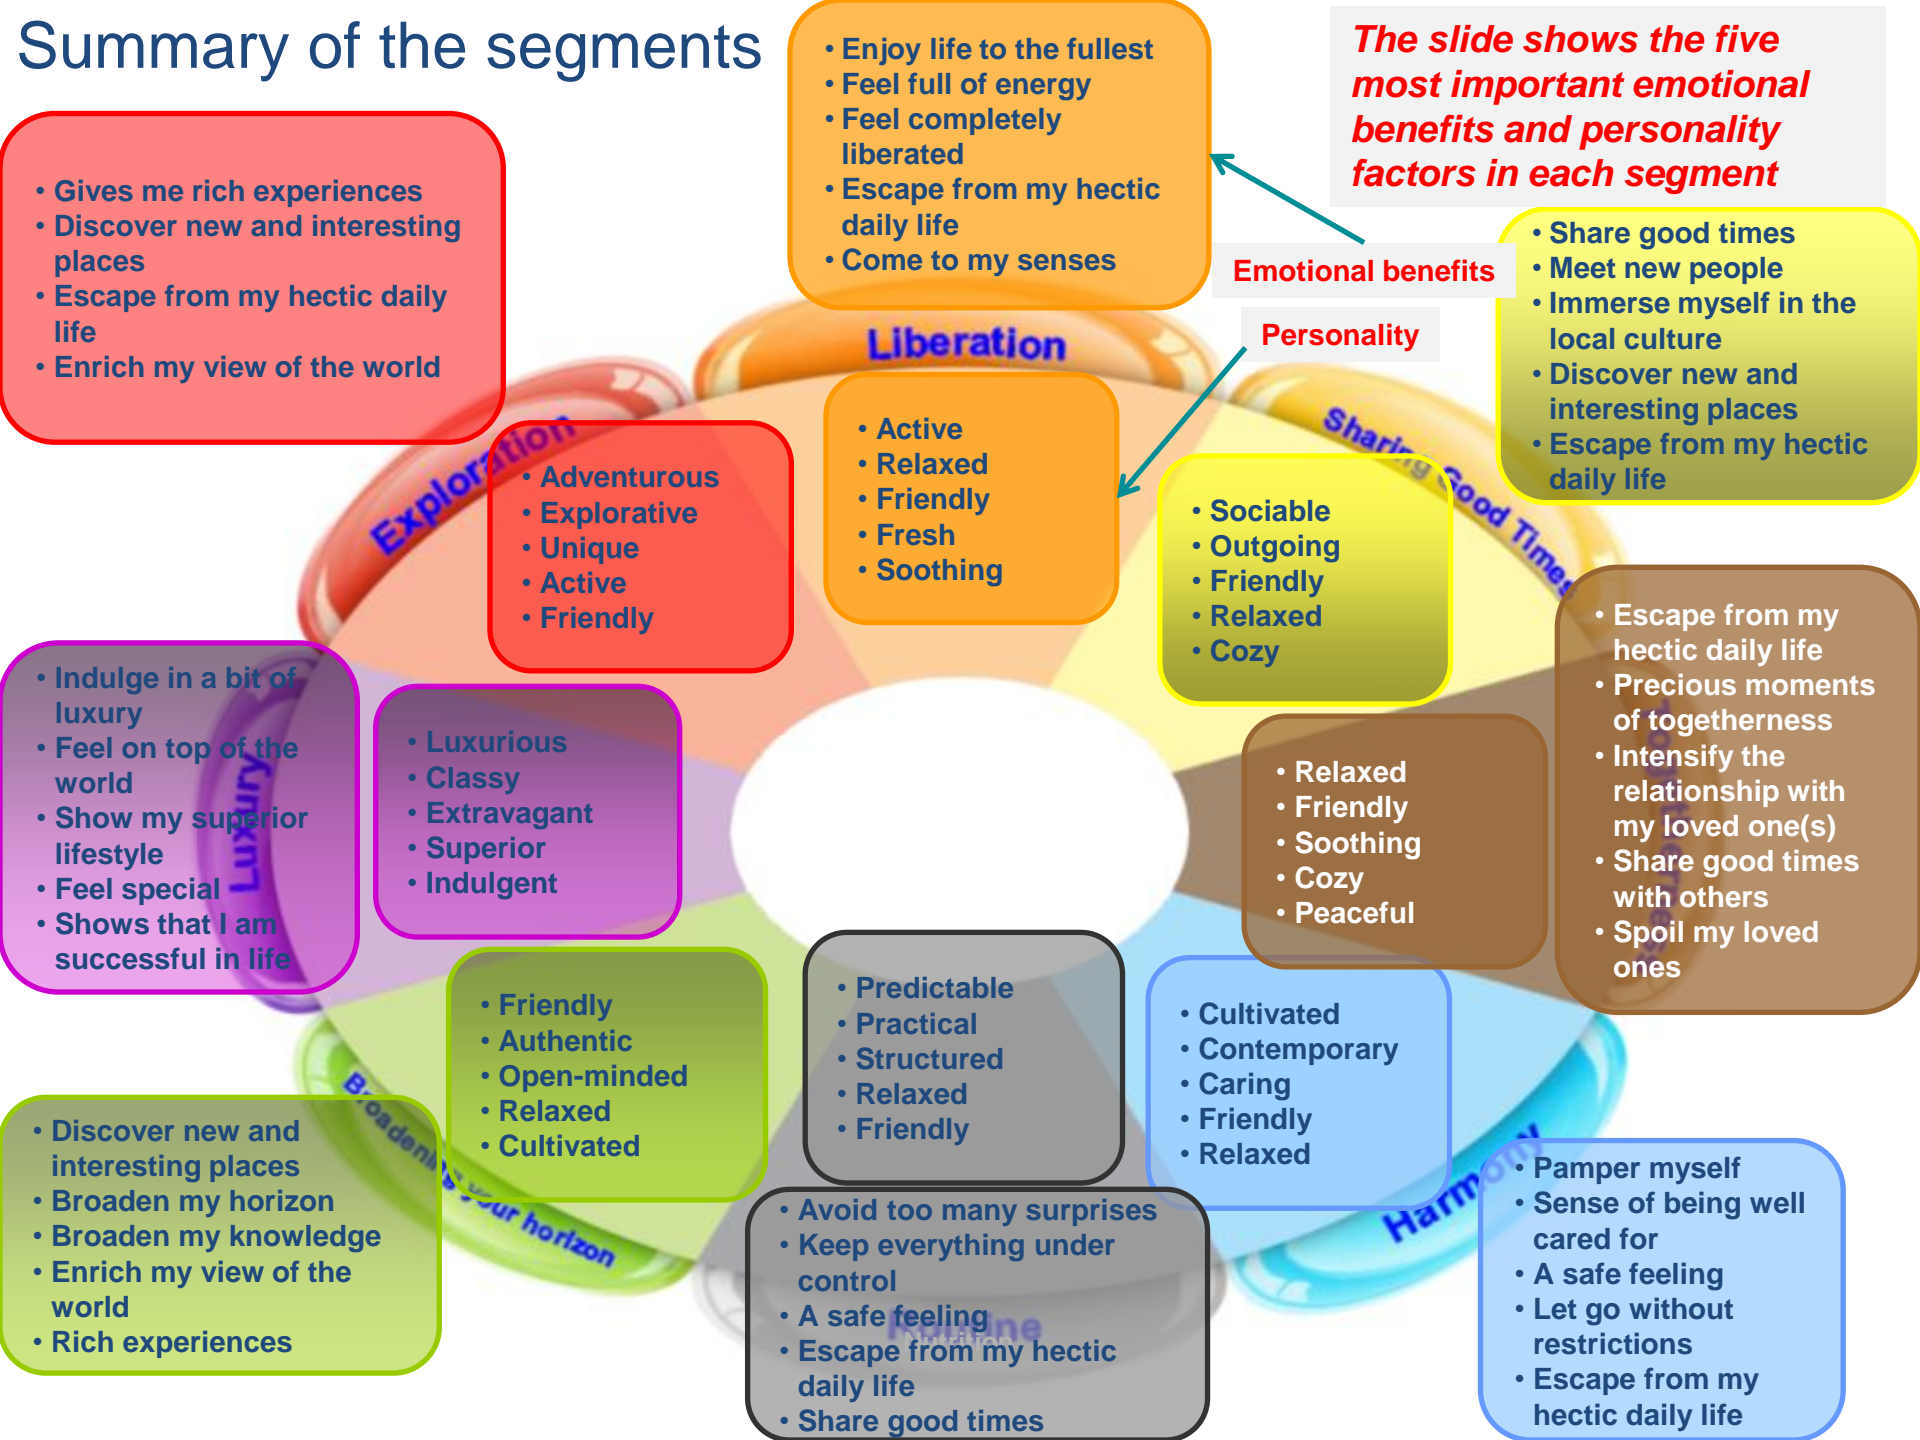 Summary of the segments
• Enjoy life to the fullest
• Feel full of energy
• Feel completely
liberated
• Escape from my hectic
daily life
• Come to my senses
The slide shows the five
most important emotional
benefits and personality
factors in each segment
• Gives me rich experiences
• Discover new and interesting
places
• Escape from my hectic daily
life
• Enrich my view of the world
Emotional benefits
Personality
• Share good times
• Meet new people
• Immerse myself in the
local culture
• Discover new and
interesting places
• Escape from my hectic
daily life
Liberation
Exploration
Sharing Good Times
• Adventurous
• Explorative
• Unique
• Active
• Friendly
• Active
• Relaxed
• Friendly
• Fresh
• Soothing
• Sociable
• Outgoing
• Friendly
• Relaxed
• Cozy
• Escape from my
hectic daily life
• Precious moments
of togetherness
• Intensify the
relationship with
my loved one(s)
• Share good times
with others
• Spoil my loved
ones
Togetherness
• Indulge in a bit of
luxury
• Feel on top of the
world
• Show my superior
lifestyle
• Feel special
• Shows that I am
successful in life
Luxury
• Luxurious
• Classy
• Extravagant
• Superior
• Indulgent
• Relaxed
• Friendly
• Soothing
• Cozy
• Peaceful
• Friendly
• Authentic
• Open-minded
• Relaxed
• Cultivated
• Predictable
• Practical
• Structured
• Relaxed
• Friendly
• Cultivated
• Contemporary
• Caring
• Friendly
• Relaxed
Broadening your horizon
Harmony
• Discover new and
interesting places
• Broaden my horizon
• Broaden my knowledge
• Enrich my view of the
world
• Rich experiences
• Avoid too many surprises
• Keep everything under
control
• A safe feeling
• Escape from my hectic
daily life
• Share good times
Routine
Nutrition
• Pamper myself
• Sense of being well
cared for
• A safe feeling
• Let go without
restrictions
• Escape from my
hectic daily life